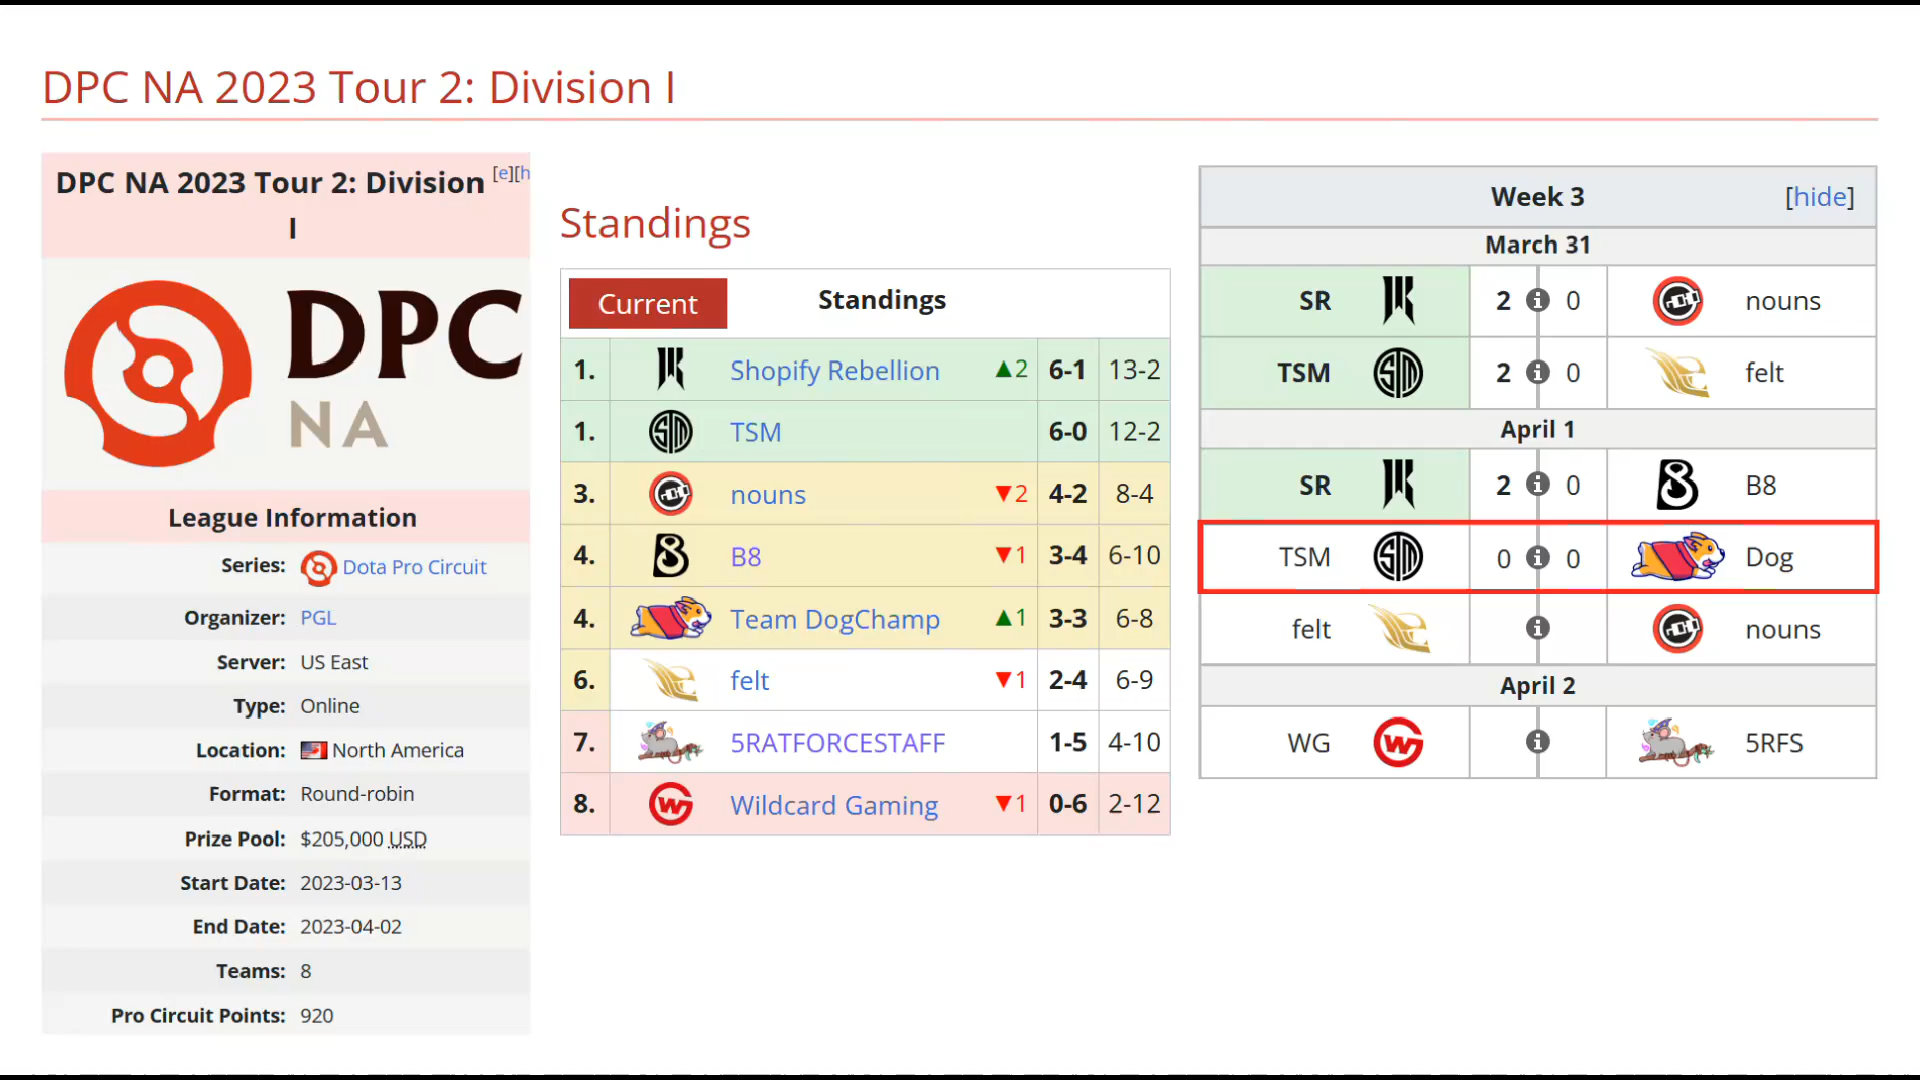 DPC NA 2023 Tour 2: Division I
DPC NA 2023 Tour 2: Division [e][h
I
DPC
NA
League Information
Series: Dota Pro Circuit
Organizer: PGL
Server: US East
Type: Online
Location: North America
Format: Round-robin
Prize Pool: $205,000 USD
Start Date: 2023-03-13
End Date: 2023-04-02
Teams: 8
Pro Circuit Points: 920
Standings
Current Standings
1. Shopify Rebellion ▲2 6-1 13-2
1. TSM 6-0 12-2
3. nouns ▼2 4-2 8-4
4. B8 ▼1 3-4 6-10
4. Team DogChamp ▲1 3-3 6-8
6. felt ▼1 2-4 6-9
7. 5RATFORCESTAFF 1-5 4-10
8. Wildcard Gaming ▼1 0-6 2-12
Week 3 [hide]
March 31
SR 2 0 nouns
TSM 2 0 felt
April 1
SR 2 0 B8
TSM 0 0 Dog
felt nouns
April 2
WG 5RFS